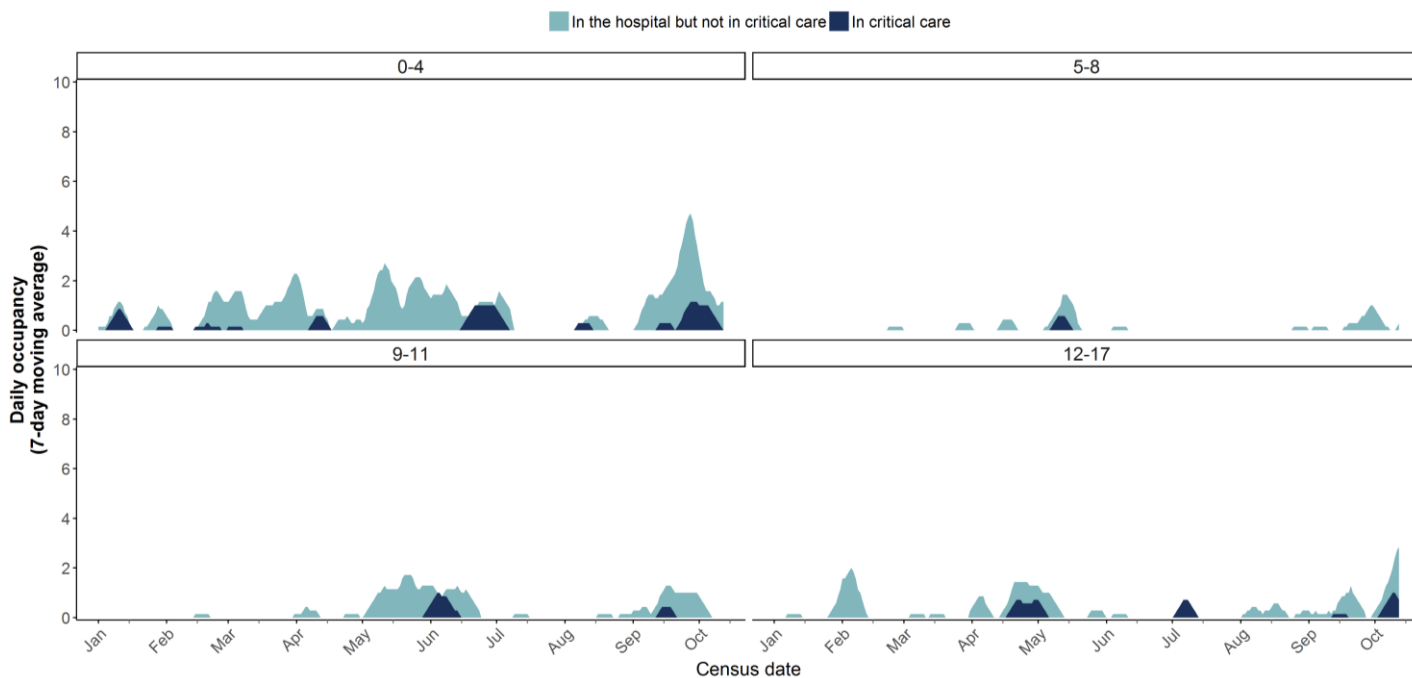 In the hospital but not in critical care In critical care
0-4 5-8
10
8
6
4
2
0
9-11 12-17
10
8
6
4
2
0
Daily occupancy
(7-day moving average)
Jan Feb Mar Apr May Jun Jul Aug Sep Oct Jan Feb Mar Apr May Jun Jul Aug Sep Oct
Census date